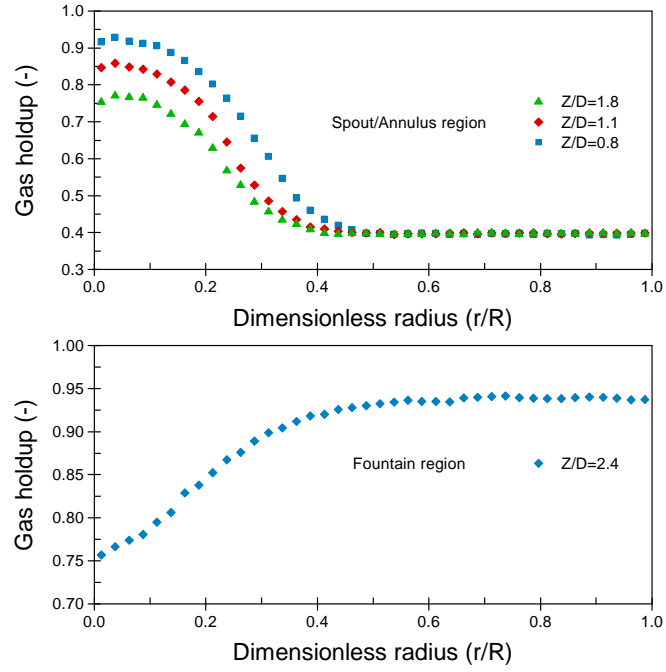 1.0
0.9
0.8
0.7
0.6
0.5
0.4
0.3
Gas holdup (-)
Spout/Annulus region
Z/D=1.8
Z/D=1.1
Z/D=0.8
0.0 0.2 0.4 0.6 0.8 1.0
Dimensionless radius (r/R)
1.00
0.95
0.90
0.85
0.80
0.75
0.70
Gas holdup (-)
Fountain region
Z/D=2.4
0.0 0.2 0.4 0.6 0.8 1.0
Dimensionless radius (r/R)